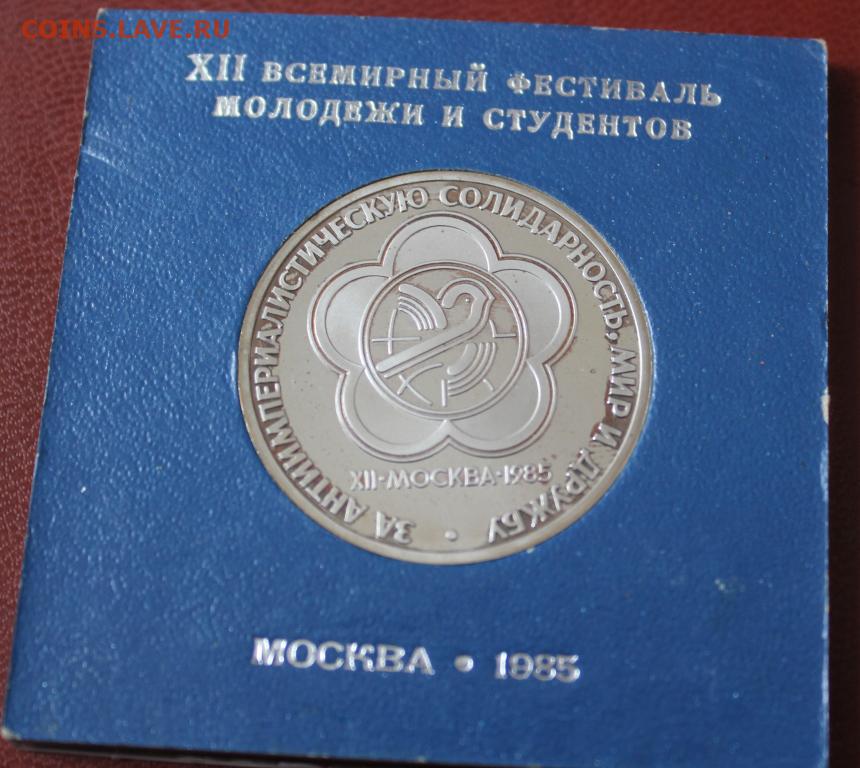 COINS.LAVE.RU
XII ВСЕМИРНЫЙ ФЕСТИВАЛЬ
МОЛОДЕЖИ И СТУДЕНТОВ
ЗА АНТИИМПЕРИАЛИСТИЧЕСКУЮ СОЛИДАРНОСТЬ, МИР И ДРУЖБУ •
XII•МОСКВА•1985
МОСКВА • 1985